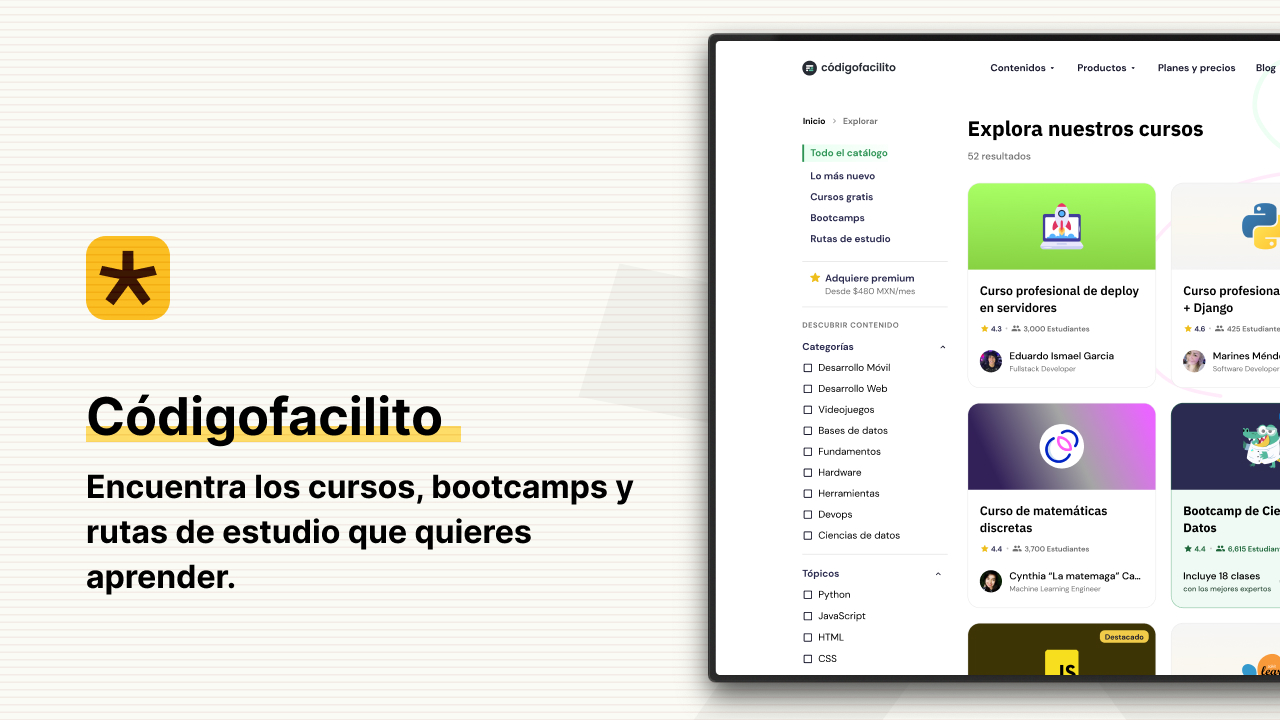 Códigofacilito
Encuentra los cursos, bootcamps y
rutas de estudio que quieres
aprender.
códigofacilito
Contenidos
Productos
Planes y precios
Blog
Inicio
Explorar
Todo el catálogo
Lo más nuevo
Cursos gratis
Bootcamps
Rutas de estudio
Adquiere premium
Desde $480 MXN/mes
DESCUBRIR CONTENIDO
Categorías
Desarrollo Móvil
Desarrollo Web
Videojuegos
Bases de datos
Fundamentos
Hardware
Herramientas
Devops
Ciencias de datos
Tópicos
Python
JavaScript
HTML
CSS
Explora nuestros cursos
52 resultados
Curso profesional de deploy
en servidores
4.3 · 3,000 Estudiantes
Eduardo Ismael Garcia
Fullstack Developer
Curso profesiona
+ Django
4.6 · 425 Estudiante
Marines Ménd
Software Developer
Curso de matemáticas
discretas
4.4 · 3,700 Estudiantes
Cynthia “La matemaga” Ca...
Machine Learning Engineer
Bootcamp de Cie
Datos
4.4 · 6,615 Estudian
Incluye 18 clases
con los mejores expertos
Destacado
JS